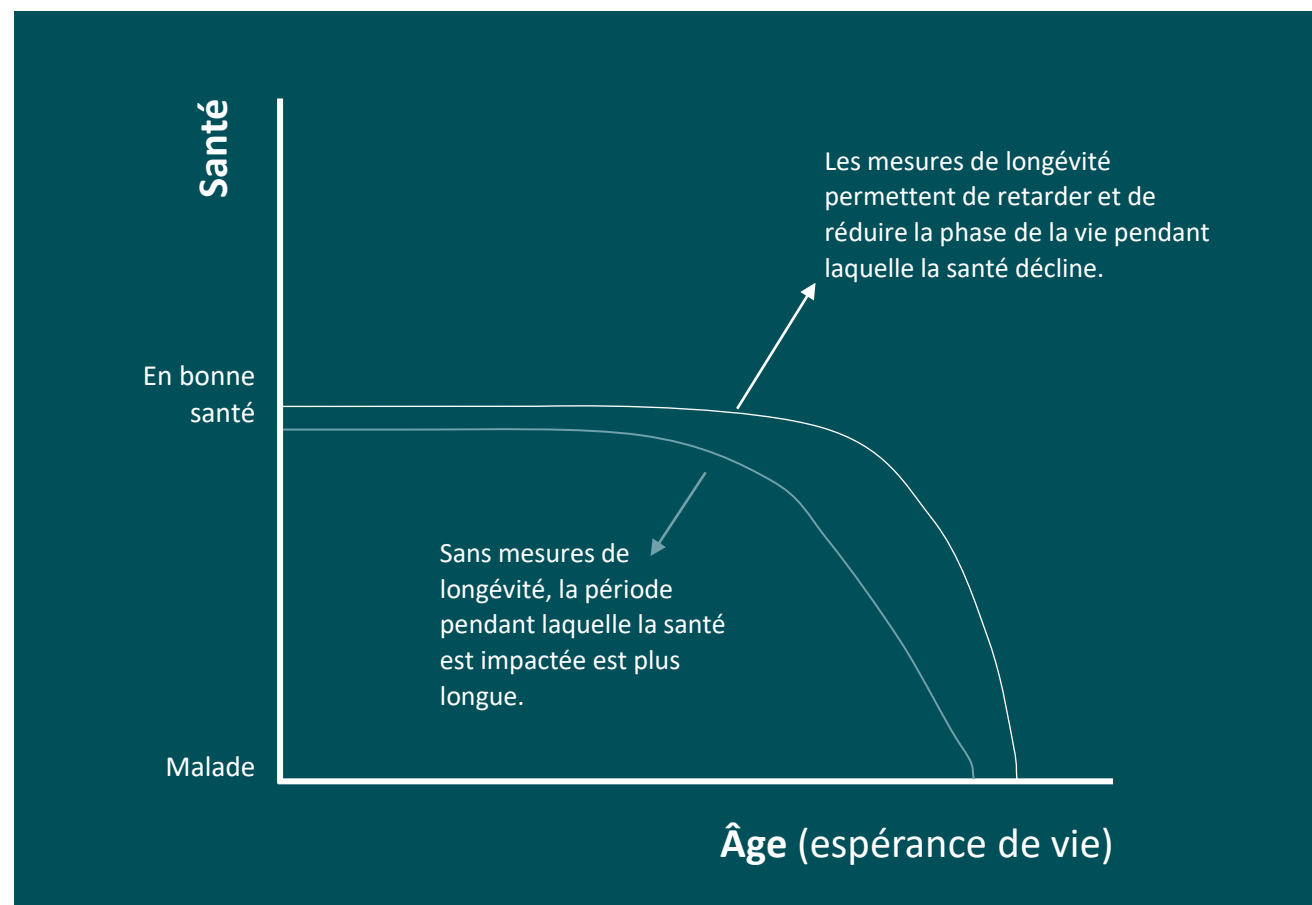 Santé
Les mesures de longévité
permettent de retarder et de
réduire la phase de la vie pendant
laquelle la santé décline.
En bonne
santé
Sans mesures de
longévité, la période
pendant laquelle la santé
est impactée est plus
longue.
Malade
Âge (espérance de vie)